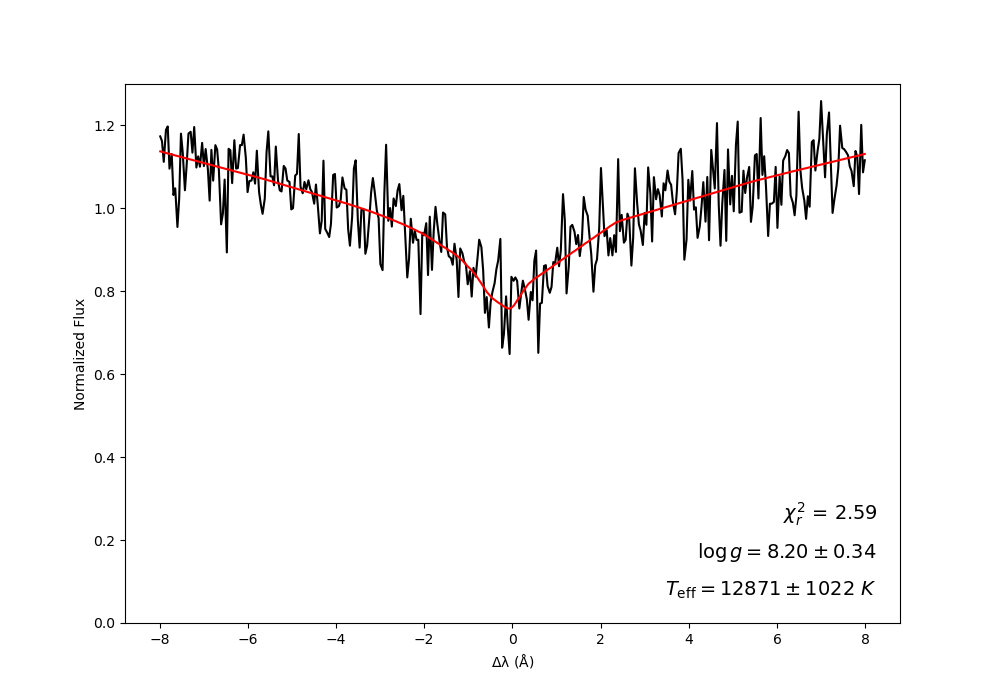 1.2
1.0
0.8
0.6
0.4
0.2
0.0
Normalized Flux
χ²ᵣ = 2.59
log g = 8.20 ± 0.34
T_eff = 12871 ± 1022 K
−8 −6 −4 −2 0 2 4 6 8
Δλ (Å)